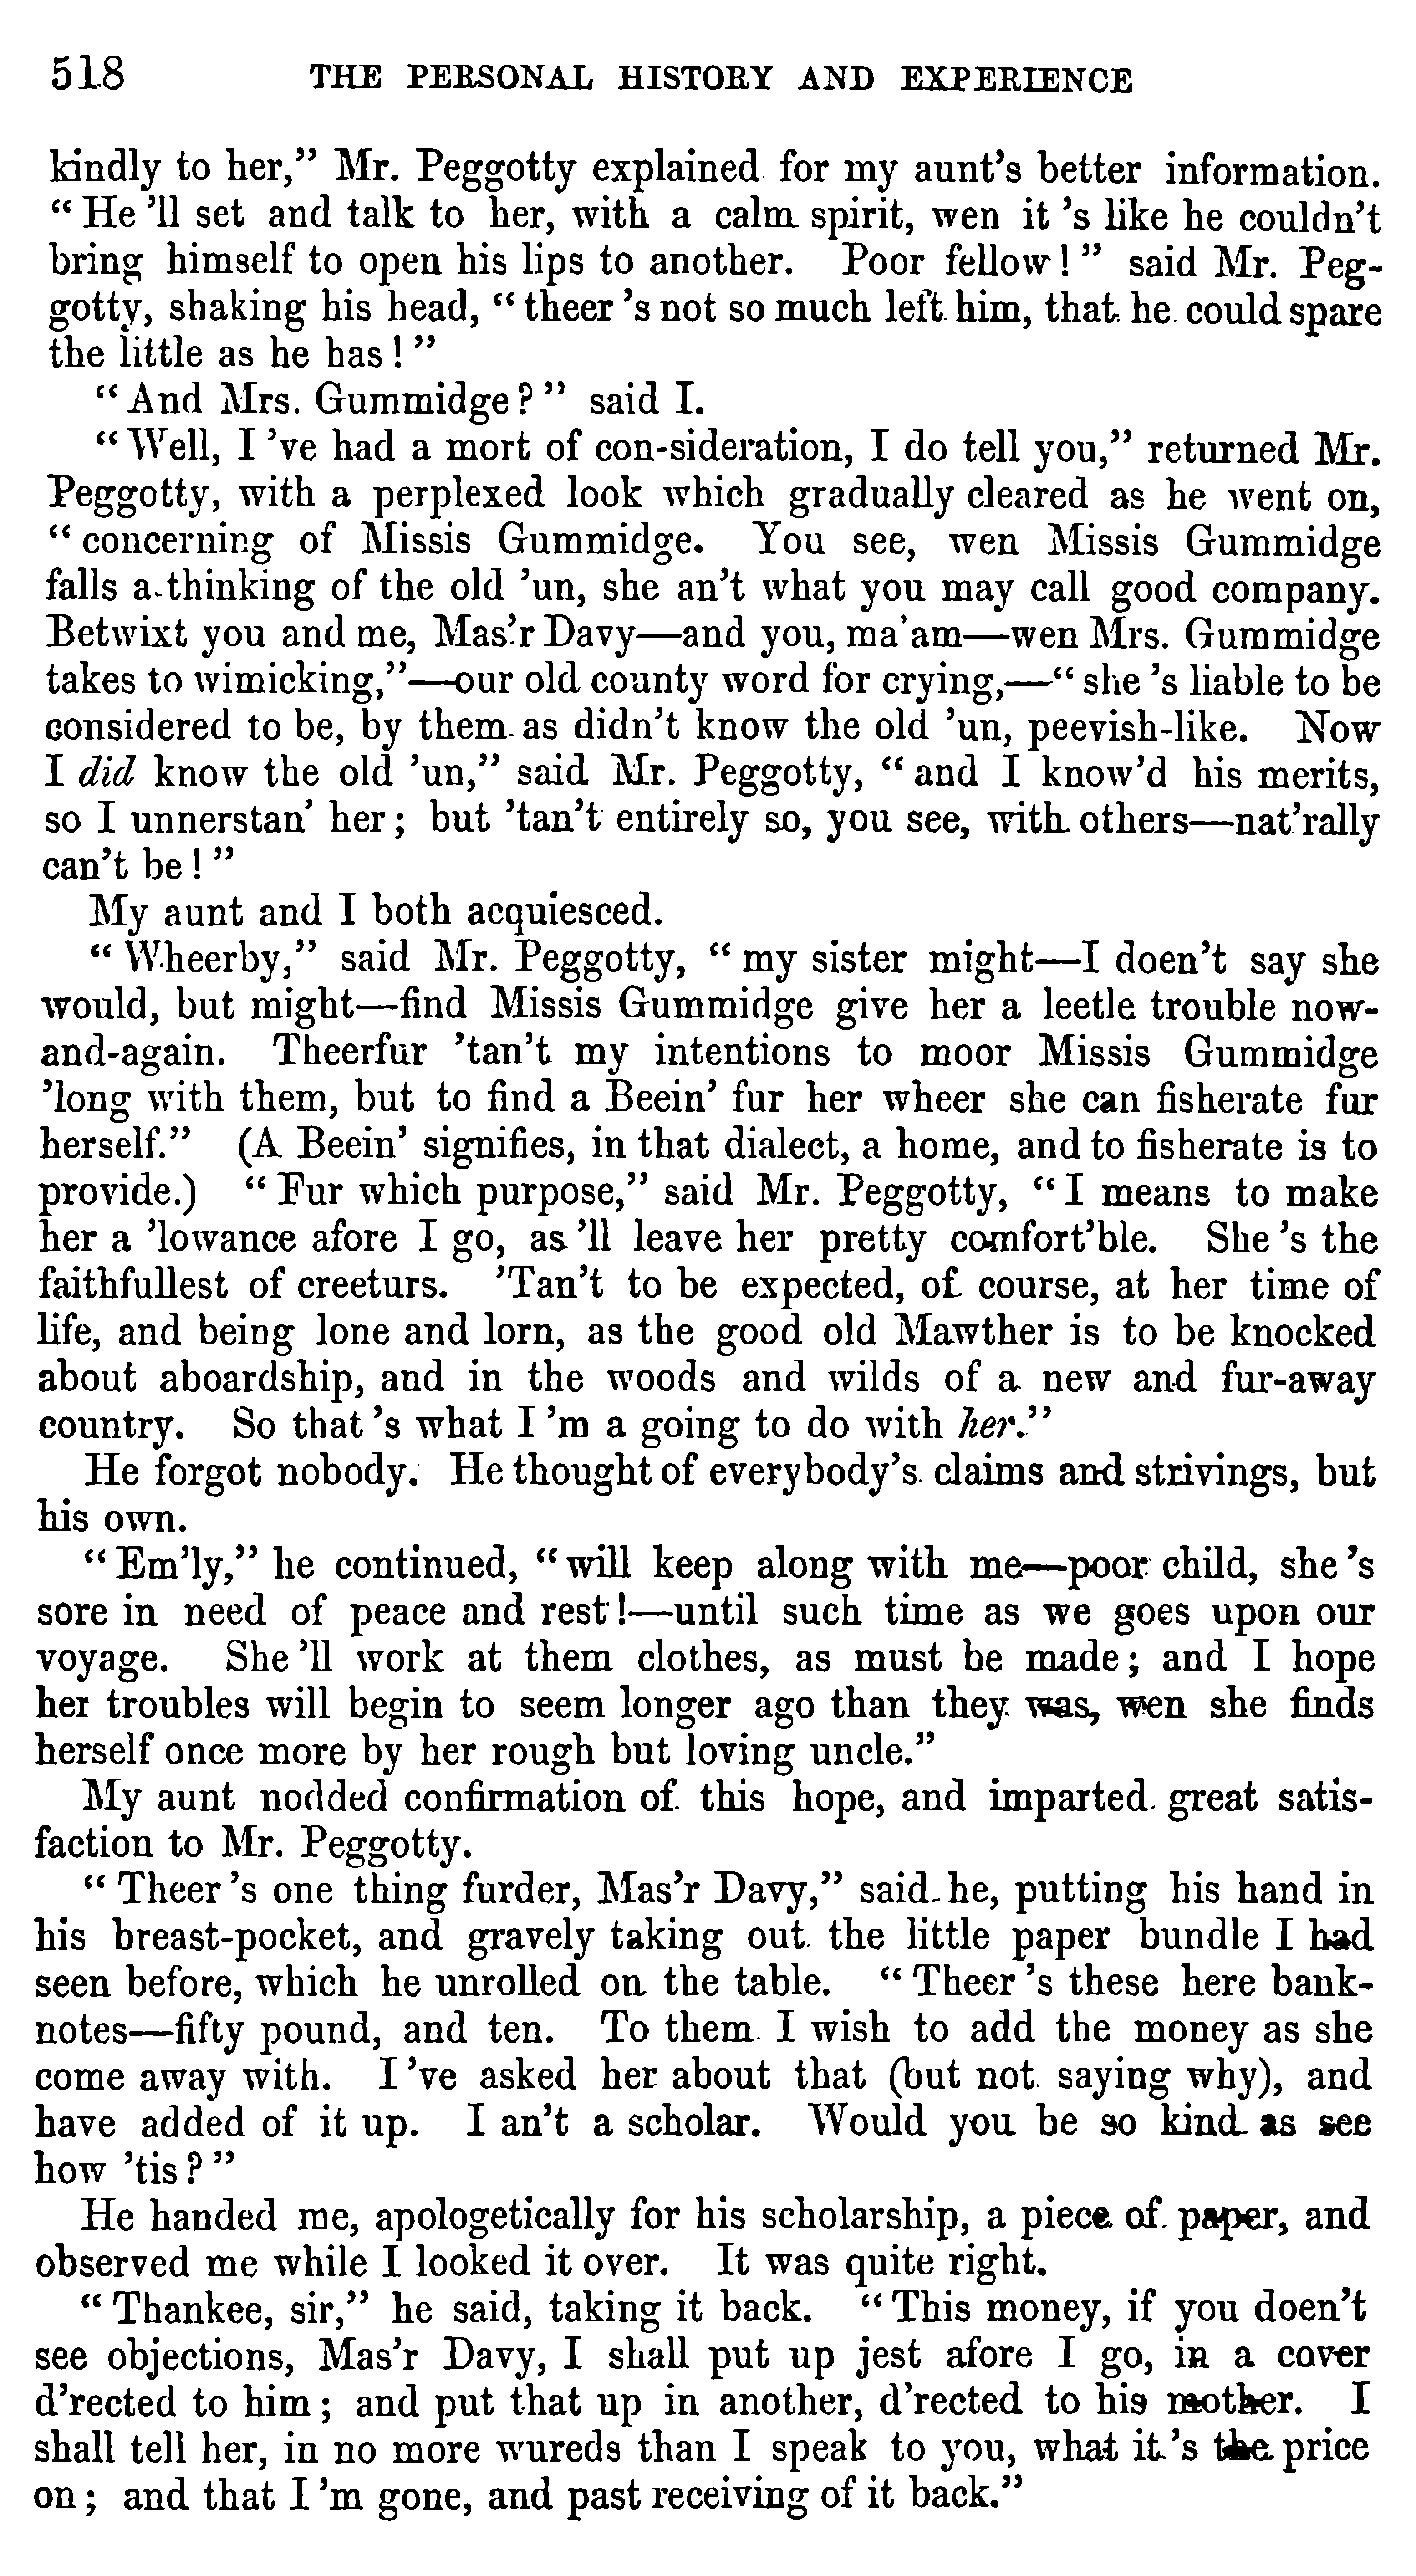 518 THE PERSONAL HISTORY AND EXPERIENCE
kindly to her,” Mr. Peggotty explained for my aunt’s better information.
“He ’ll set and talk to her, with a calm spirit, wen it ’s like he couldn’t
bring himself to open his lips to another. Poor fellow!” said Mr. Peg-
gotty, shaking his head, “theer ’s not so much left him, that he could spare
the little as he has!”
“And Mrs. Gummidge?” said I.
“Well, I ’ve had a mort of con-sideration, I do tell you,” returned Mr.
Peggotty, with a perplexed look which gradually cleared as he went on,
“concerning of Missis Gummidge. You see, wen Missis Gummidge
falls a-thinking of the old ’un, she an’t what you may call good company.
Betwixt you and me, Mas’r Davy—and you, ma’am—wen Mrs. Gummidge
takes to wimicking,”—our old county word for crying,—“she ’s liable to be
considered to be, by them as didn’t know the old ’un, peevish-like. Now
I did know the old ’un,” said Mr. Peggotty, “and I know’d his merits,
so I unnerstan’ her; but ’tan’t entirely so, you see, with others—nat’rally
can’t be!”
My aunt and I both acquiesced.
“Wheerby,” said Mr. Peggotty, “my sister might—I doen’t say she
would, but might—find Missis Gummidge give her a leetle trouble now-
and-again. Theerfur ’tan’t my intentions to moor Missis Gummidge
’long with them, but to find a Beein’ fur her wheer she can fisherate fur
herself.” (A Beein’ signifies, in that dialect, a home, and to fisherate is to
provide.) “Fur which purpose,” said Mr. Peggotty, “I means to make
her a ’lowance afore I go, as ’ll leave her pretty comfort’ble. She ’s the
faithfullest of creeturs. ’Tan’t to be expected, of course, at her time of
life, and being lone and lorn, as the good old Mawther is to be knocked
about aboardship, and in the woods and wilds of a new and fur-away
country. So that ’s what I ’m a going to do with her.”
He forgot nobody. He thought of everybody’s claims and strivings, but
his own.
“Em’ly,” he continued, “will keep along with me—poor child, she ’s
sore in need of peace and rest!—until such time as we goes upon our
voyage. She ’ll work at them clothes, as must be made; and I hope
her troubles will begin to seem longer ago than they was, wen she finds
herself once more by her rough but loving uncle.”
My aunt nodded confirmation of this hope, and imparted great satis-
faction to Mr. Peggotty.
“Theer ’s one thing furder, Mas’r Davy,” said he, putting his hand in
his breast-pocket, and gravely taking out the little paper bundle I had
seen before, which he unrolled on the table. “Theer ’s these here bank-
notes—fifty pound, and ten. To them I wish to add the money as she
come away with. I ’ve asked her about that (but not saying why), and
have added of it up. I an’t a scholar. Would you be so kind as see
how ’tis?”
He handed me, apologetically for his scholarship, a piece of paper, and
observed me while I looked it over. It was quite right.
“Thankee, sir,” he said, taking it back. “This money, if you doen’t
see objections, Mas’r Davy, I shall put up jest afore I go, in a cover
d’rected to him; and put that up in another, d’rected to his mother. I
shall tell her, in no more wureds than I speak to you, what it ’s the price
on; and that I ’m gone, and past receiving of it back.”